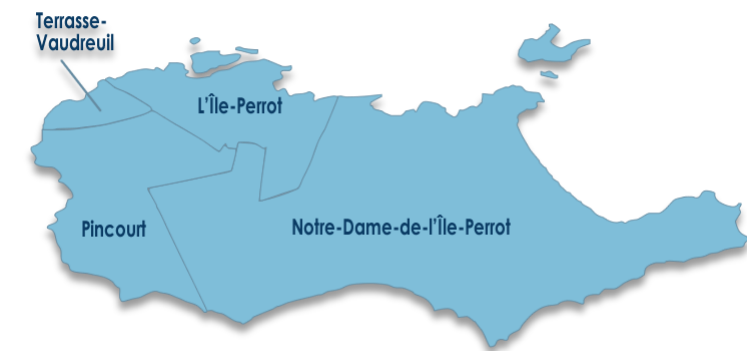 Terrasse-
Vaudreuil
L'Île-Perrot
Pincourt
Notre-Dame-de-l'Île-Perrot